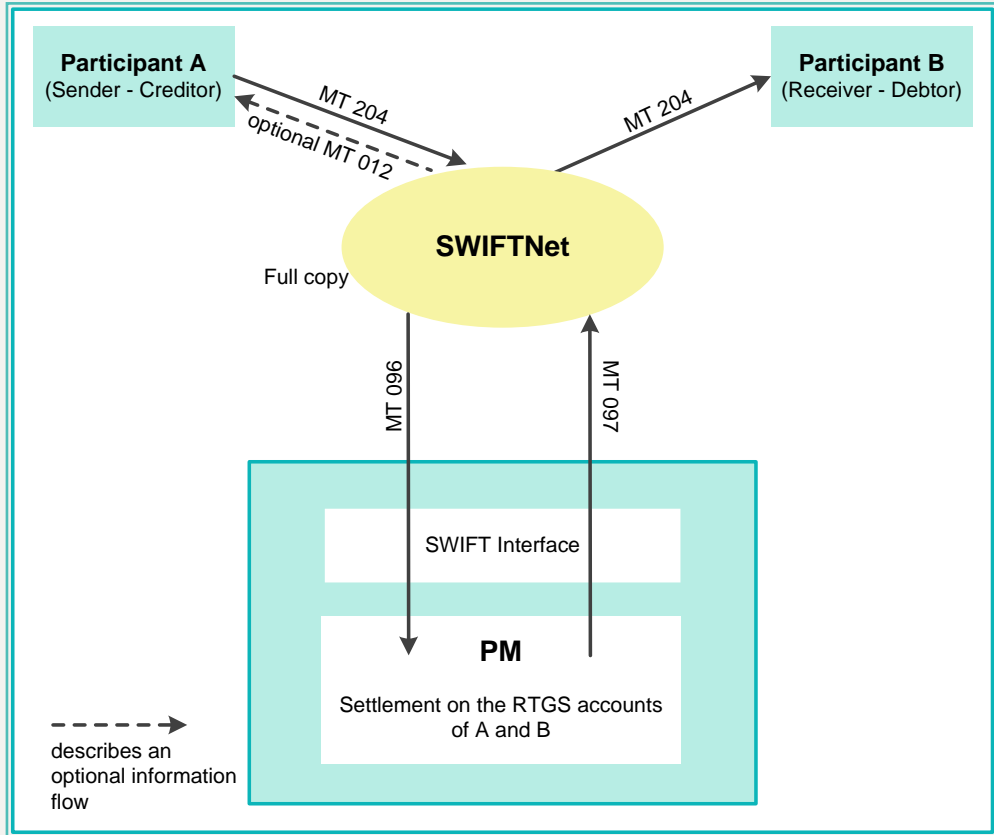 Participant A
(Sender - Creditor)
Participant B
(Receiver - Debtor)
MT 204
optional MT 012
MT 204
SWIFTNet
Full copy
MT 096
MT 097
SWIFT Interface
PM
Settlement on the RTGS accounts
of A and B
describes an
optional information
flow